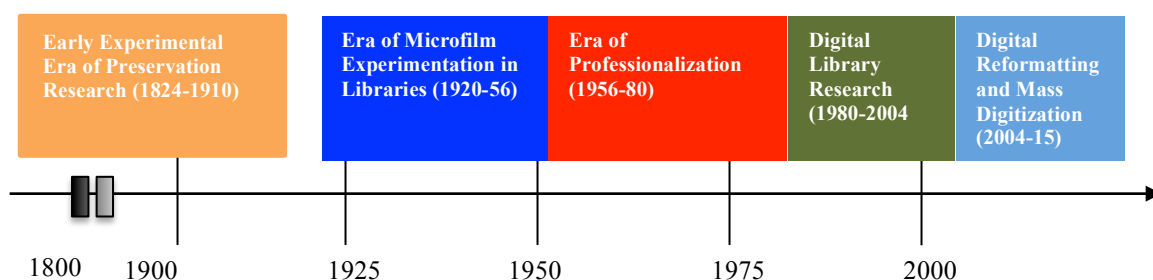 Early Experimental
Era of Preservation
Research (1824-1910)
Era of Microfilm
Experimentation in
Libraries (1920-56)
Era of
Professionalization
(1956-80)
Digital
Library
Research
(1980-2004
Digital
Reformatting
and Mass
Digitization
(2004-15)
1800
1900
1925
1950
1975
2000